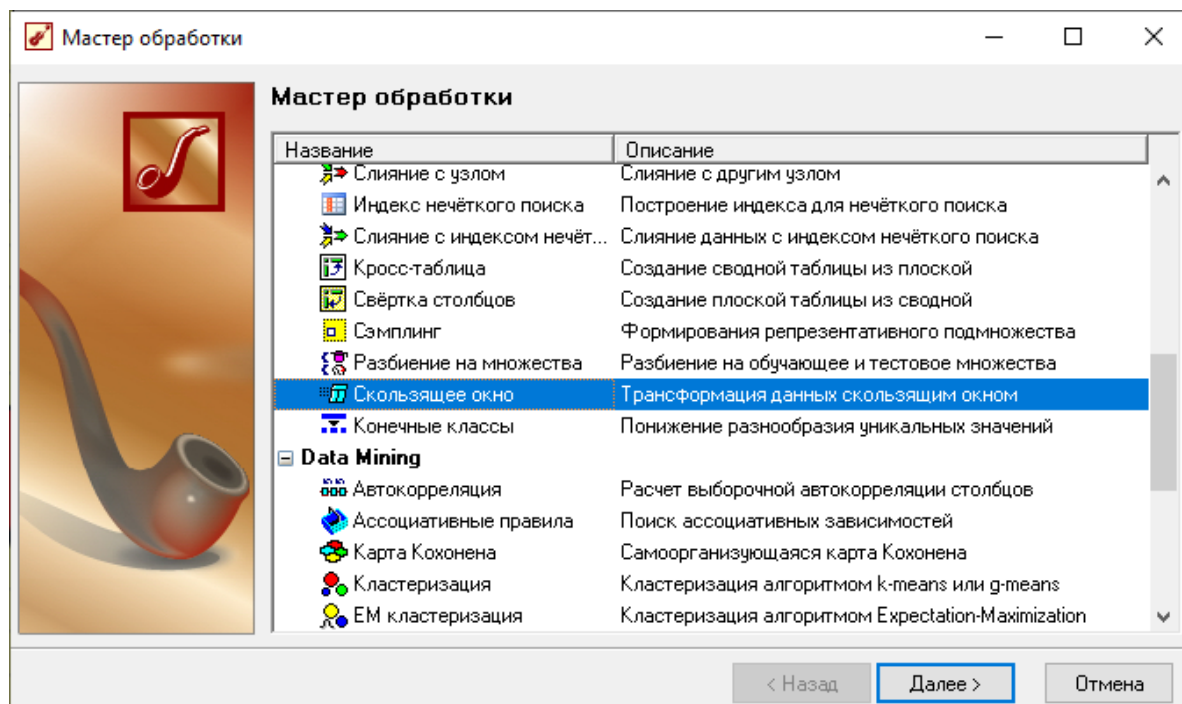 Мастер обработки
Мастер обработки
Название Описание
Слияние с узлом Слияние с другим узлом
Индекс нечёткого поиска Построение индекса для нечёткого поиска
Слияние с индексом нечёт... Слияние данных с индексом нечёткого поиска
Кросс-таблица Создание сводной таблицы из плоской
Свёртка столбцов Создание плоской таблицы из сводной
Сэмплинг Формирования репрезентативного подмножества
Разбиение на множества Разбиение на обучающее и тестовое множества
Скользящее окно Трансформация данных скользящим окном
Конечные классы Понижение разнообразия уникальных значений
Data Mining
Автокорреляция Расчет выборочной автокорреляции столбцов
Ассоциативные правила Поиск ассоциативных зависимостей
Карта Кохонена Самоорганизующаяся карта Кохонена
Кластеризация Кластеризация алгоритмом k-means или g-means
EM кластеризация Кластеризация алгоритмом Expectation-Maximization
< Назад Далее > Отмена